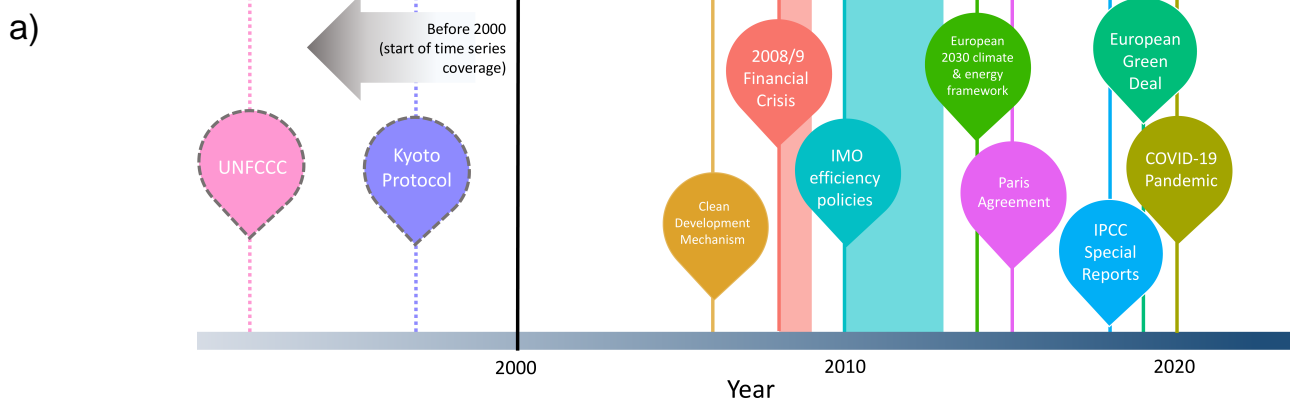 a)
Before 2000
(start of time series
coverage)
UNFCCC
Kyoto
Protocol
Clean
Development
Mechanism
2008/9
Financial
Crisis
IMO
efficiency
policies
European
2030 climate
& energy
framework
Paris
Agreement
European
Green
Deal
IPCC
Special
Reports
COVID-19
Pandemic
2000
2010
2020
Year